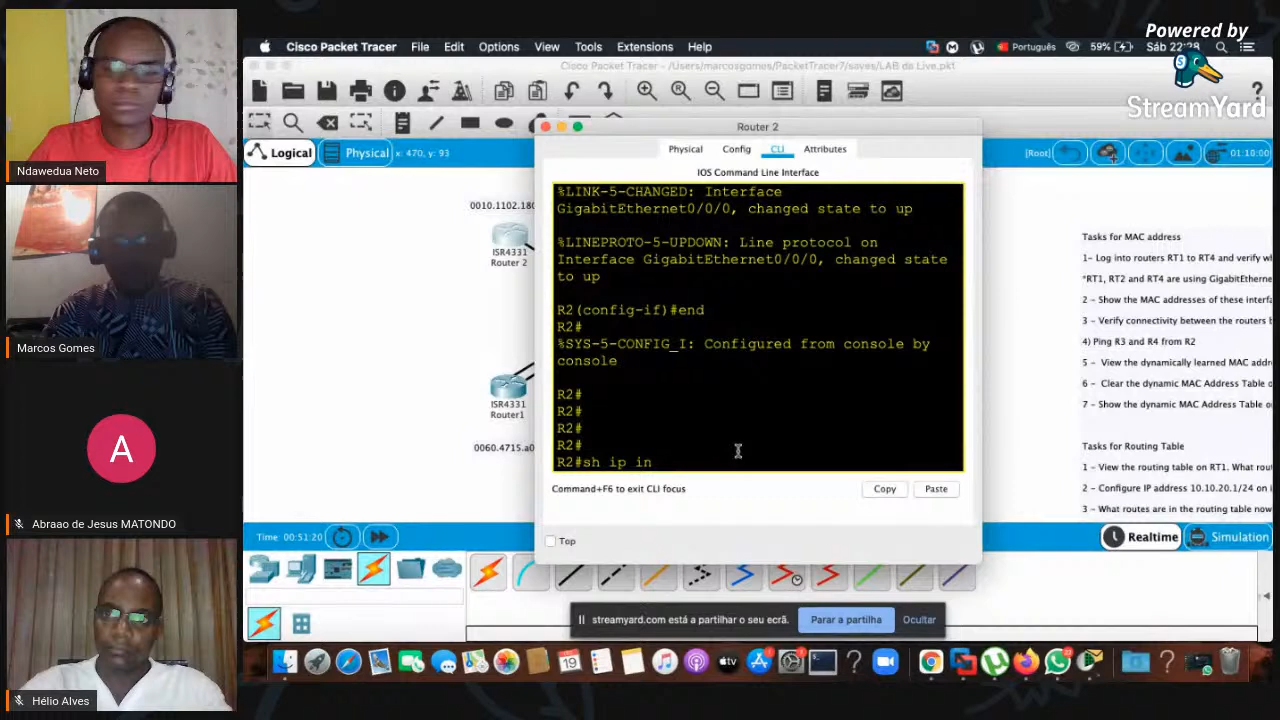 Ndawedua Neto
Marcos Gomes
A
Abraao de Jesus MATONDO
Hélio Alves
Powered by
StreamYard
Cisco Packet Tracer File Edit Options View Tools Extensions Help
Português 59% Sáb 22:28
Cisco Packet Tracer - /Users/marcosgomes/PacketTracer7/saves/LAB da Live.pkt
Logical Physical x: 470, y: 93
[Root] 01:10:00
Router 2
Physical Config CLI Attributes
IOS Command Line Interface
%LINK-5-CHANGED: Interface
GigabitEthernet0/0/0, changed state to up
%LINEPROTO-5-UPDOWN: Line protocol on
Interface GigabitEthernet0/0/0, changed state
to up
R2(config-if)#end
R2#
%SYS-5-CONFIG_I: Configured from console by
console
R2#
R2#
R2#
R2#
R2#sh ip in
Command+F6 to exit CLI focus
Copy Paste
Top
0010.1102.180
ISR4331
Router 2
ISR4331
Router1
0060.4715.a0
Tasks for MAC address
1- Log into routers RT1 to RT4 and verify wh
*RT1, RT2 and RT4 are using GigabitEtherne
2 - Show the MAC addresses of these interfa
3 - Verify connectivity between the routers b
4) Ping R3 and R4 from R2
5 - View the dynamically learned MAC addres
6 - Clear the dynamic MAC Address Table o
7 - Show the dynamic MAC Address Table o
Tasks for Routing Table
1 - View the routing table on RT1. What rout
2 - Configure IP address 10.10.20.1/24 on i
3 - What routes are in the routing table now
Time: 00:51:20
Realtime Simulation
streamyard.com está a partilhar o seu ecrã. Parar a partilha Ocultar